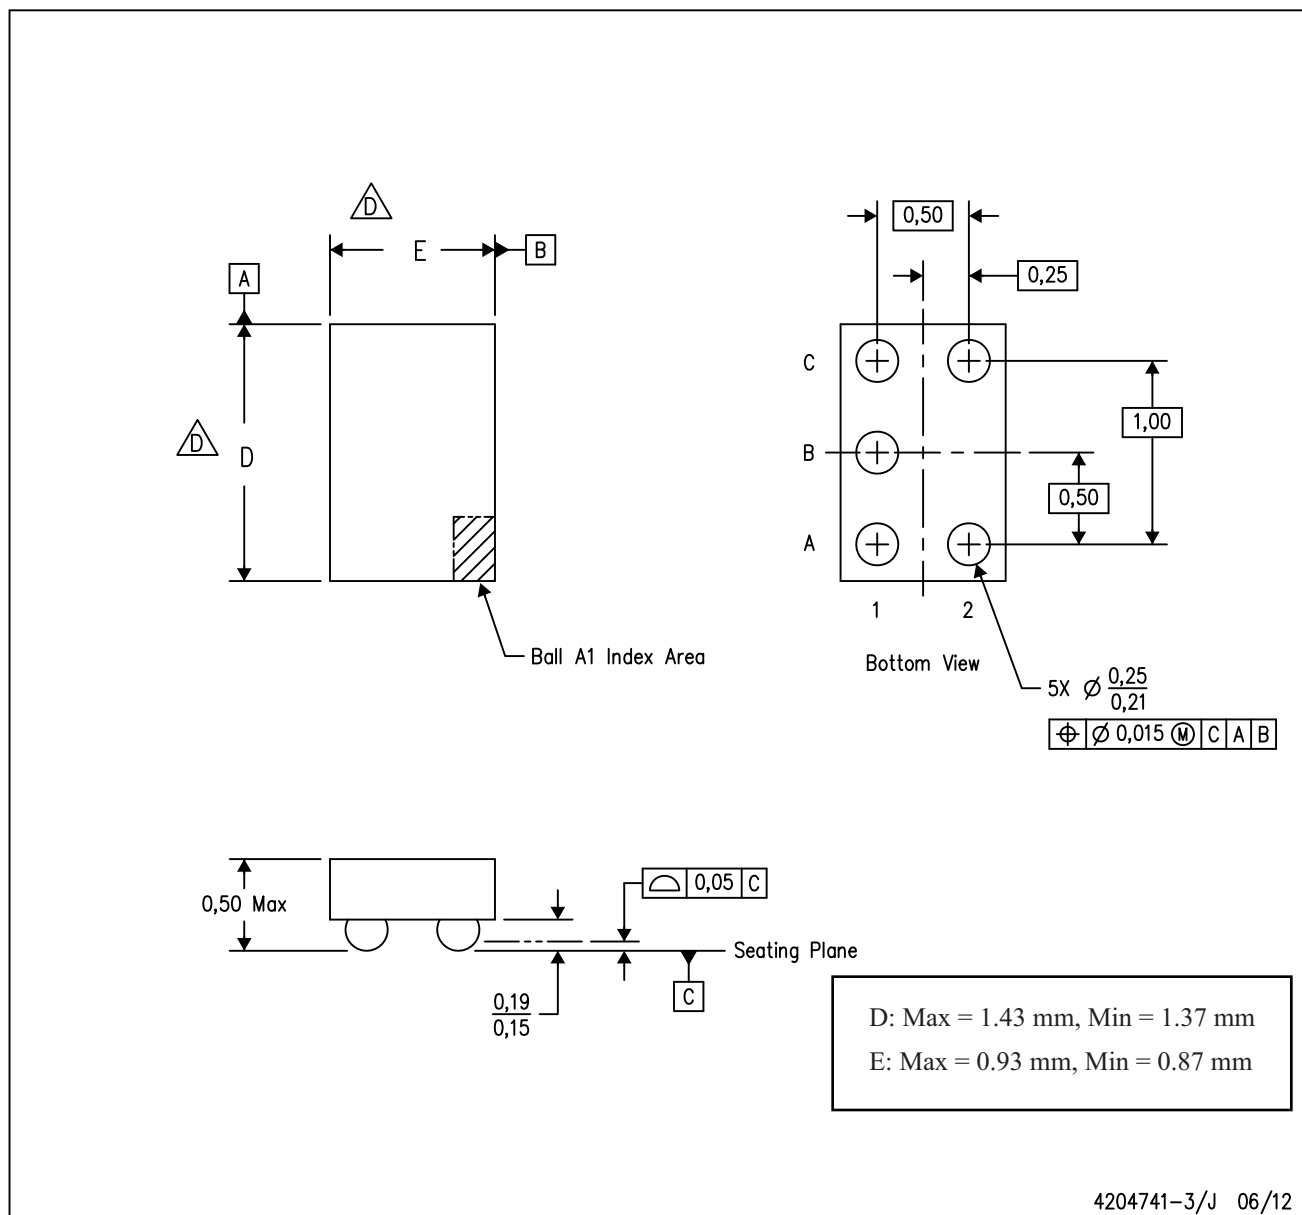 D
E
B
A
D
D
Ball A1 Index Area
0,50
0,25
C
B
A
1,00
0,50
1 2
Bottom View
5X Ø 0,25
0,21
⌖ Ø 0,015 Ⓜ C A B
0,50 Max
⌓ 0,05 C
Seating Plane
C
0,19
0,15
D: Max = 1.43 mm, Min = 1.37 mm
E: Max = 0.93 mm, Min = 0.87 mm
4204741-3/J 06/12